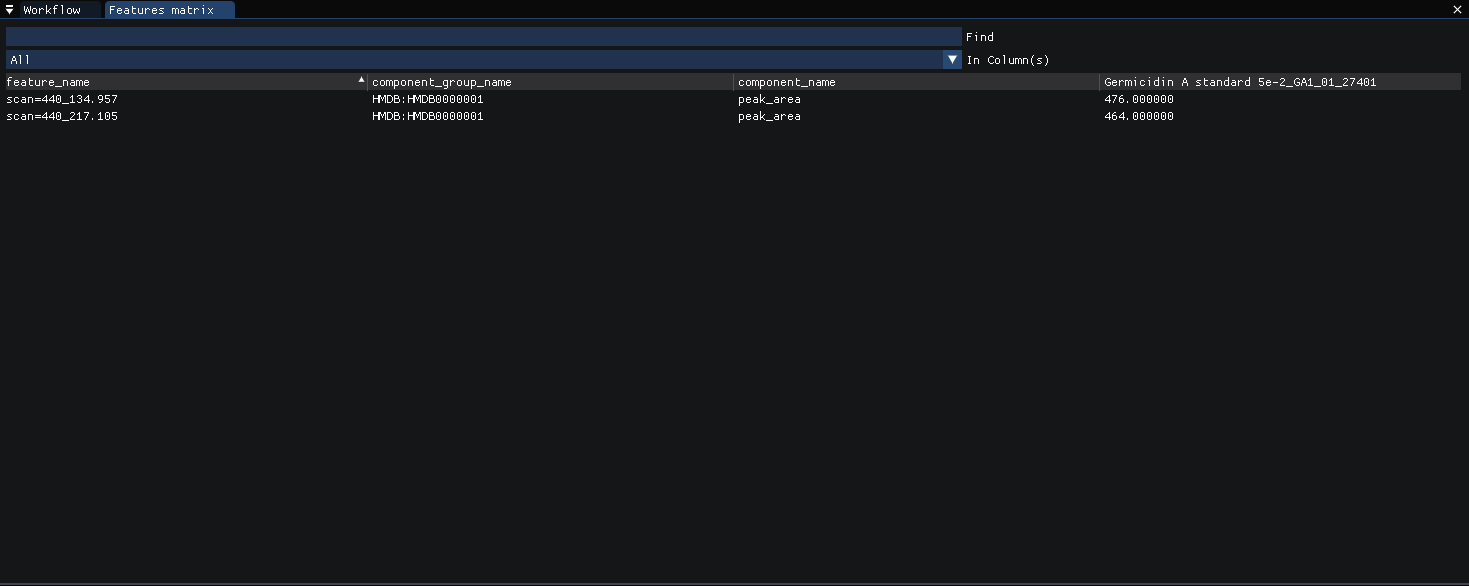 Workflow Features matrix
Find
All In Column(s)
feature_name component_group_name component_name Germicidin A standard 5e-2_GA1_01_27401
scan=440_134.957 HMDB:HMDB0000001 peak_area 476.000000
scan=440_217.105 HMDB:HMDB0000001 peak_area 464.000000